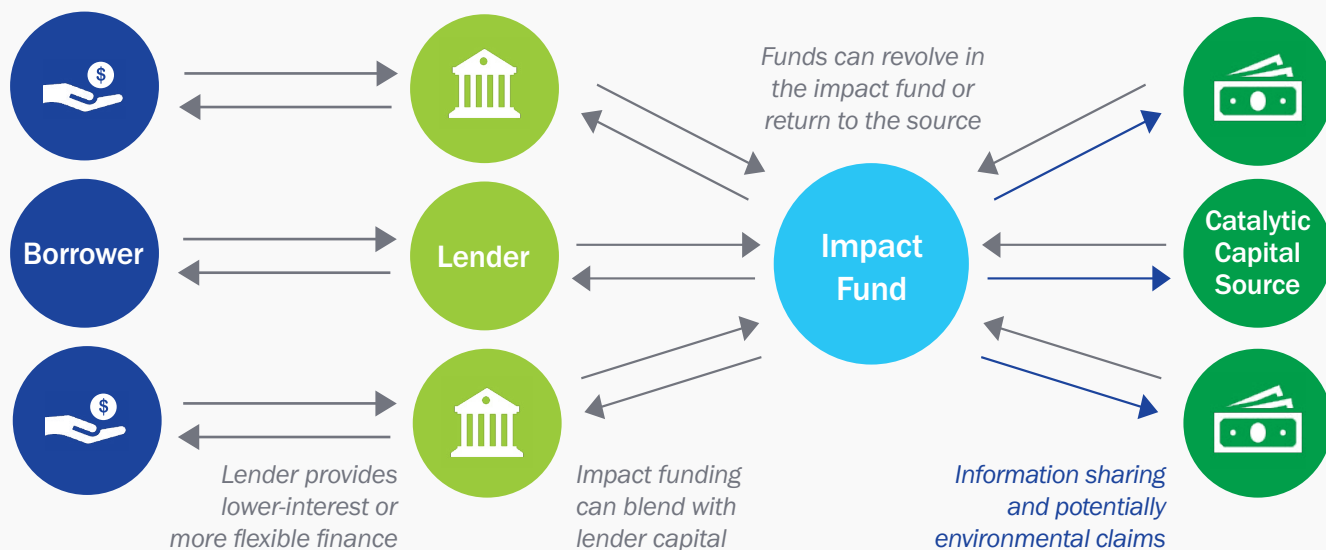 $
Funds can revolve in
the impact fund or
return to the source
Borrower
Lender
Impact
Fund
Catalytic
Capital
Source
$
Lender provides
lower-interest or
more flexible finance
Impact funding
can blend with
lender capital
Information sharing
and potentially
environmental claims